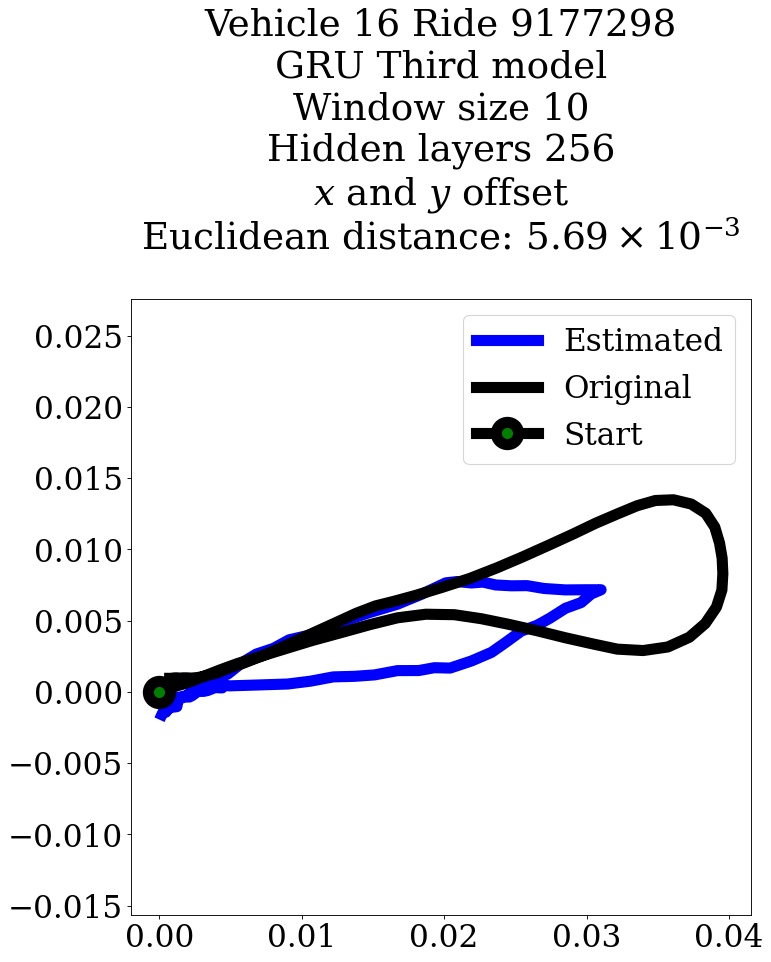 Vehicle 16 Ride 9177298
GRU Third model
Window size 10
Hidden layers 256
x and y offset
Euclidean distance: 5.69 × 10⁻³
Estimated
Original
Start
0.025
0.020
0.015
0.010
0.005
0.000
−0.005
−0.010
−0.015
0.00 0.01 0.02 0.03 0.04